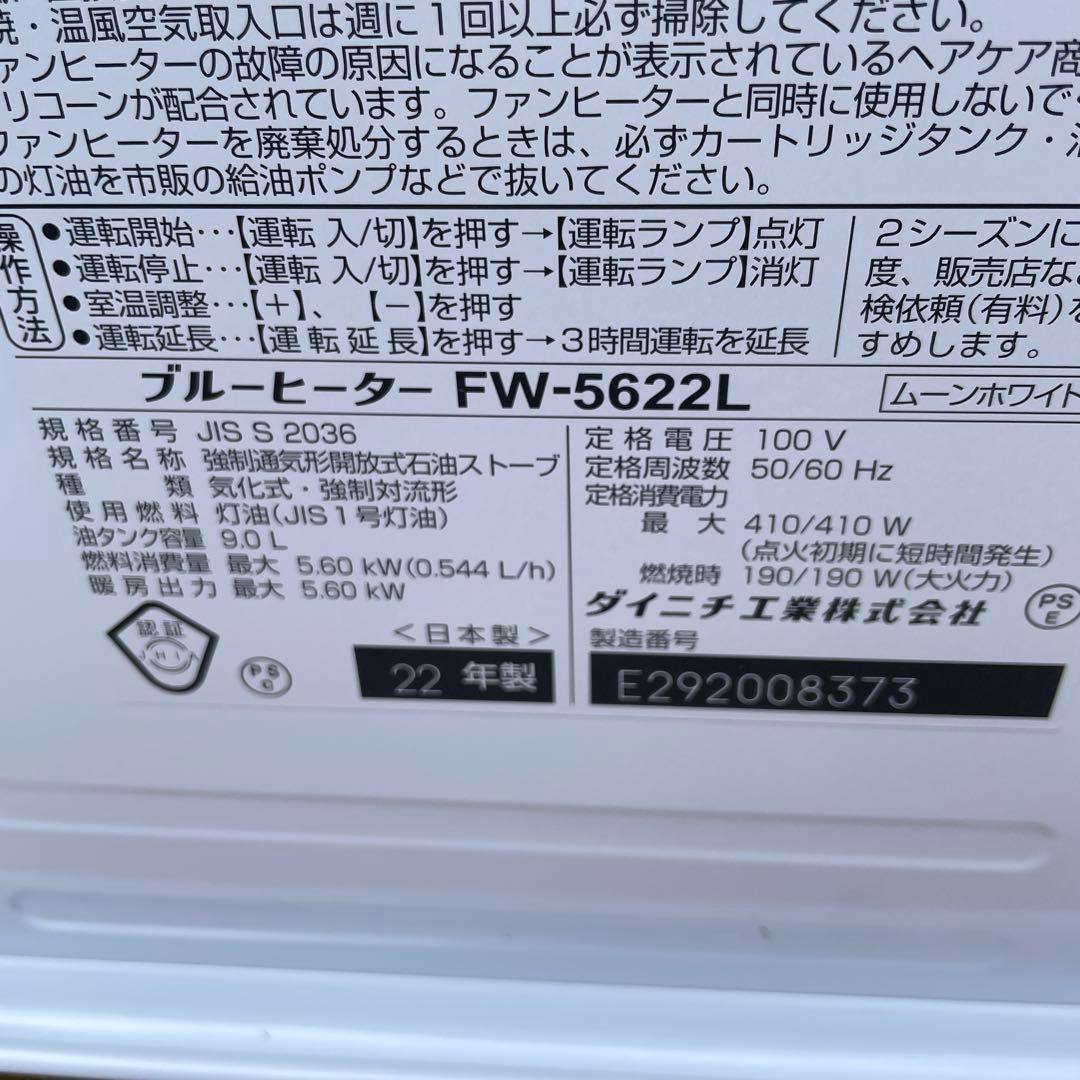 焼・温風空気取入口は週に1回以上必ず掃除してください。
ァンヒーターの故障の原因になることが表示されているヘアケア商
リコーンが配合されています。ファンヒーターと同時に使用しないで
ファンヒーターを廃棄処分するときは、必ずカートリッジタンク・
の灯油を市販の給油ポンプなどで抜いてください。
操作方法
●運転開始…【運転 入/切】を押す→【運転ランプ】点灯
●運転停止…【運転 入/切】を押す→【運転ランプ】消灯
●室温調整…【＋】、【－】を押す
●運転延長…【運転延長】を押す→3時間運転を延長
2シーズンに
度、販売店な
検依頼(有料)を
すめします。
ブルーヒーター FW-5622L
ムーンホワイト
規格番号 JIS S 2036
規格名称 強制通気形開放式石油ストーブ
種類 気化式・強制対流形
使用燃料 灯油(JIS1号灯油)
油タンク容量 9.0 L
燃料消費量 最大 5.60 kW(0.544 L/h)
暖房出力 最大 5.60 kW
定格電圧 100 V
定格周波数 50/60 Hz
定格消費電力
最大 410/410 W
(点火初期に短時間発生)
燃焼時 190/190 W(大火力)
ダイニチ工業株式会社
PS
E
認証
JHIA
PS
C
<日本製>
22 年製
製造番号
E292008373